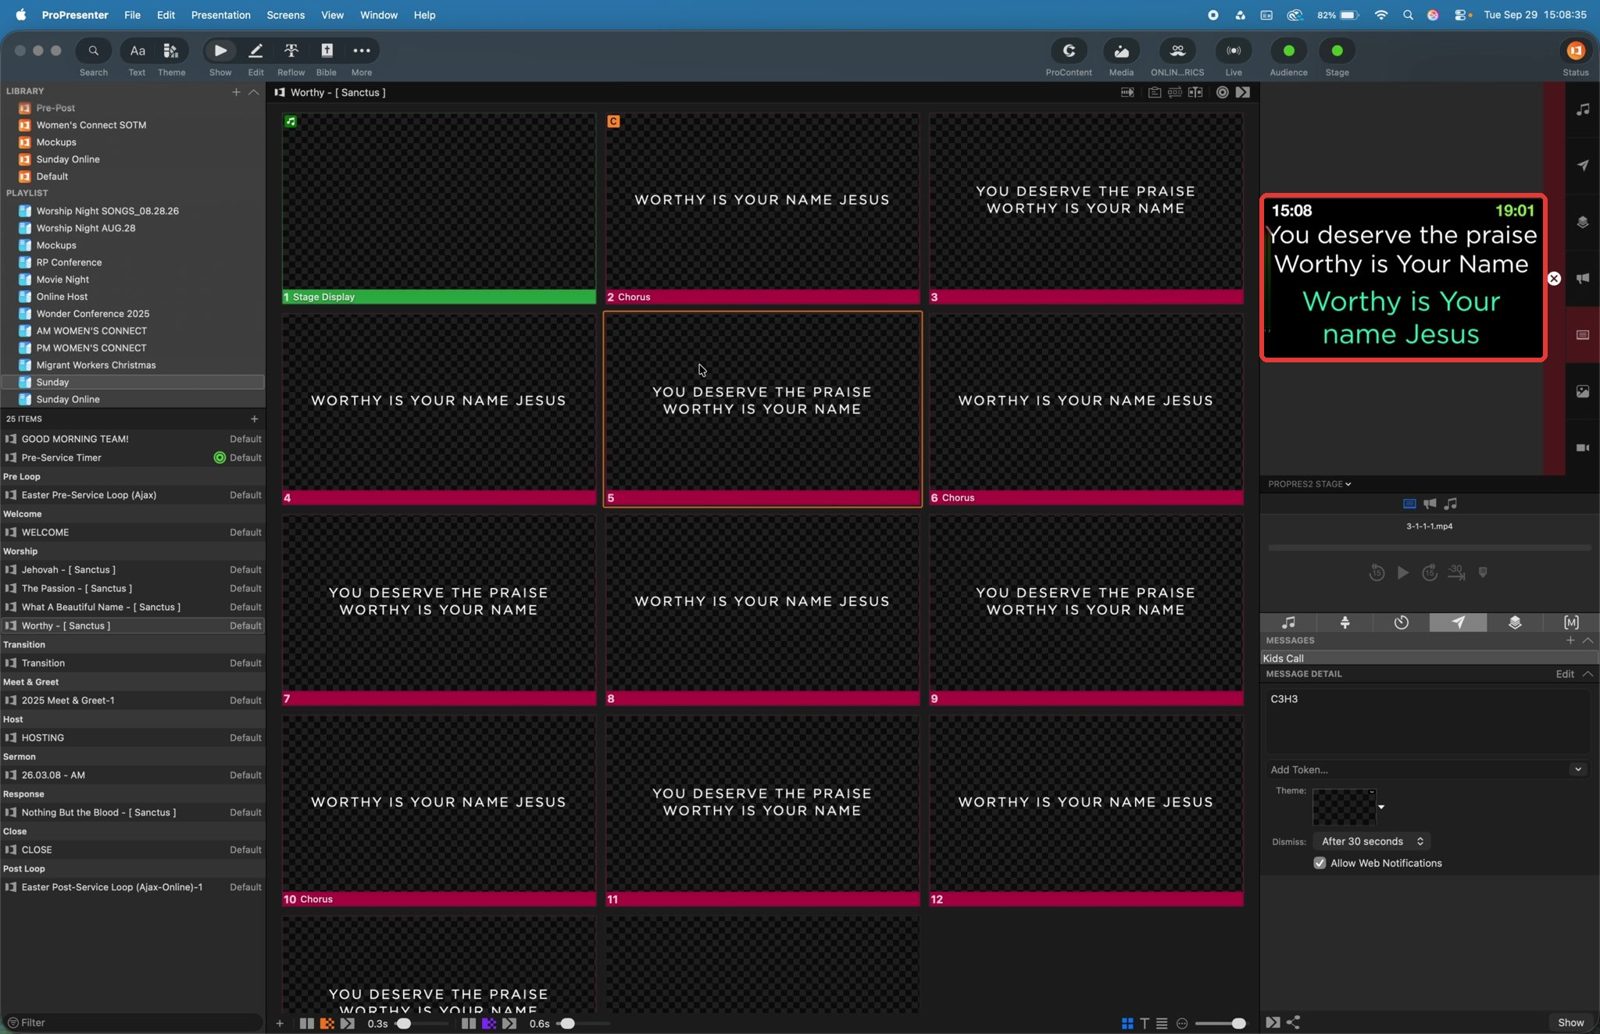 ProPresenter File Edit Presentation Screens View Window Help
82% Tue Sep 29 15:08:35
Search Text Theme Show Edit Reflow Bible More
ProContent Media ONLIN...RICS Live Audience Stage Status
LIBRARY
Pre-Post
Women's Connect SOTM
Mockups
Sunday Online
Default
PLAYLIST
Worship Night SONGS_08.28.26
Worship Night AUG.28
Mockups
RP Conference
Movie Night
Online Host
Wonder Conference 2025
AM WOMEN'S CONNECT
PM WOMEN'S CONNECT
Migrant Workers Christmas
Sunday
Sunday Online
25 ITEMS
GOOD MORNING TEAM! Default
Pre-Service Timer Default
Pre Loop
Easter Pre-Service Loop (Ajax) Default
Welcome
WELCOME Default
Worship
Jehovah - [ Sanctus ] Default
The Passion - [ Sanctus ] Default
What A Beautiful Name - [ Sanctus ] Default
Worthy - [ Sanctus ] Default
Transition
Transition Default
Meet & Greet
2025 Meet & Greet-1 Default
Host
HOSTING Default
Sermon
26.03.08 - AM Default
Response
Nothing But the Blood - [ Sanctus ] Default
Close
CLOSE Default
Post Loop
Easter Post-Service Loop (Ajax-Online)-1 Default
Filter
Worthy - [ Sanctus ]
1 Stage Display
C
WORTHY IS YOUR NAME JESUS
2 Chorus
YOU DESERVE THE PRAISE
WORTHY IS YOUR NAME
3
WORTHY IS YOUR NAME JESUS
4
YOU DESERVE THE PRAISE
WORTHY IS YOUR NAME
5
WORTHY IS YOUR NAME JESUS
6 Chorus
YOU DESERVE THE PRAISE
WORTHY IS YOUR NAME
7
WORTHY IS YOUR NAME JESUS
8
YOU DESERVE THE PRAISE
WORTHY IS YOUR NAME
9
WORTHY IS YOUR NAME JESUS
10 Chorus
YOU DESERVE THE PRAISE
WORTHY IS YOUR NAME
11
WORTHY IS YOUR NAME JESUS
12
YOU DESERVE THE PRAISE
WORTHY IS YOUR NAME
0.3s 0.6s
15:08 19:01
You deserve the praise
Worthy is Your Name
Worthy is Your
name Jesus
PROPRES2 STAGE
3-1-1-1.mp4
15 15 -30
[M]
MESSAGES
Kids Call
MESSAGE DETAIL Edit
C3H3
Add Token...
Theme:
Dismiss: After 30 seconds
Allow Web Notifications
Show